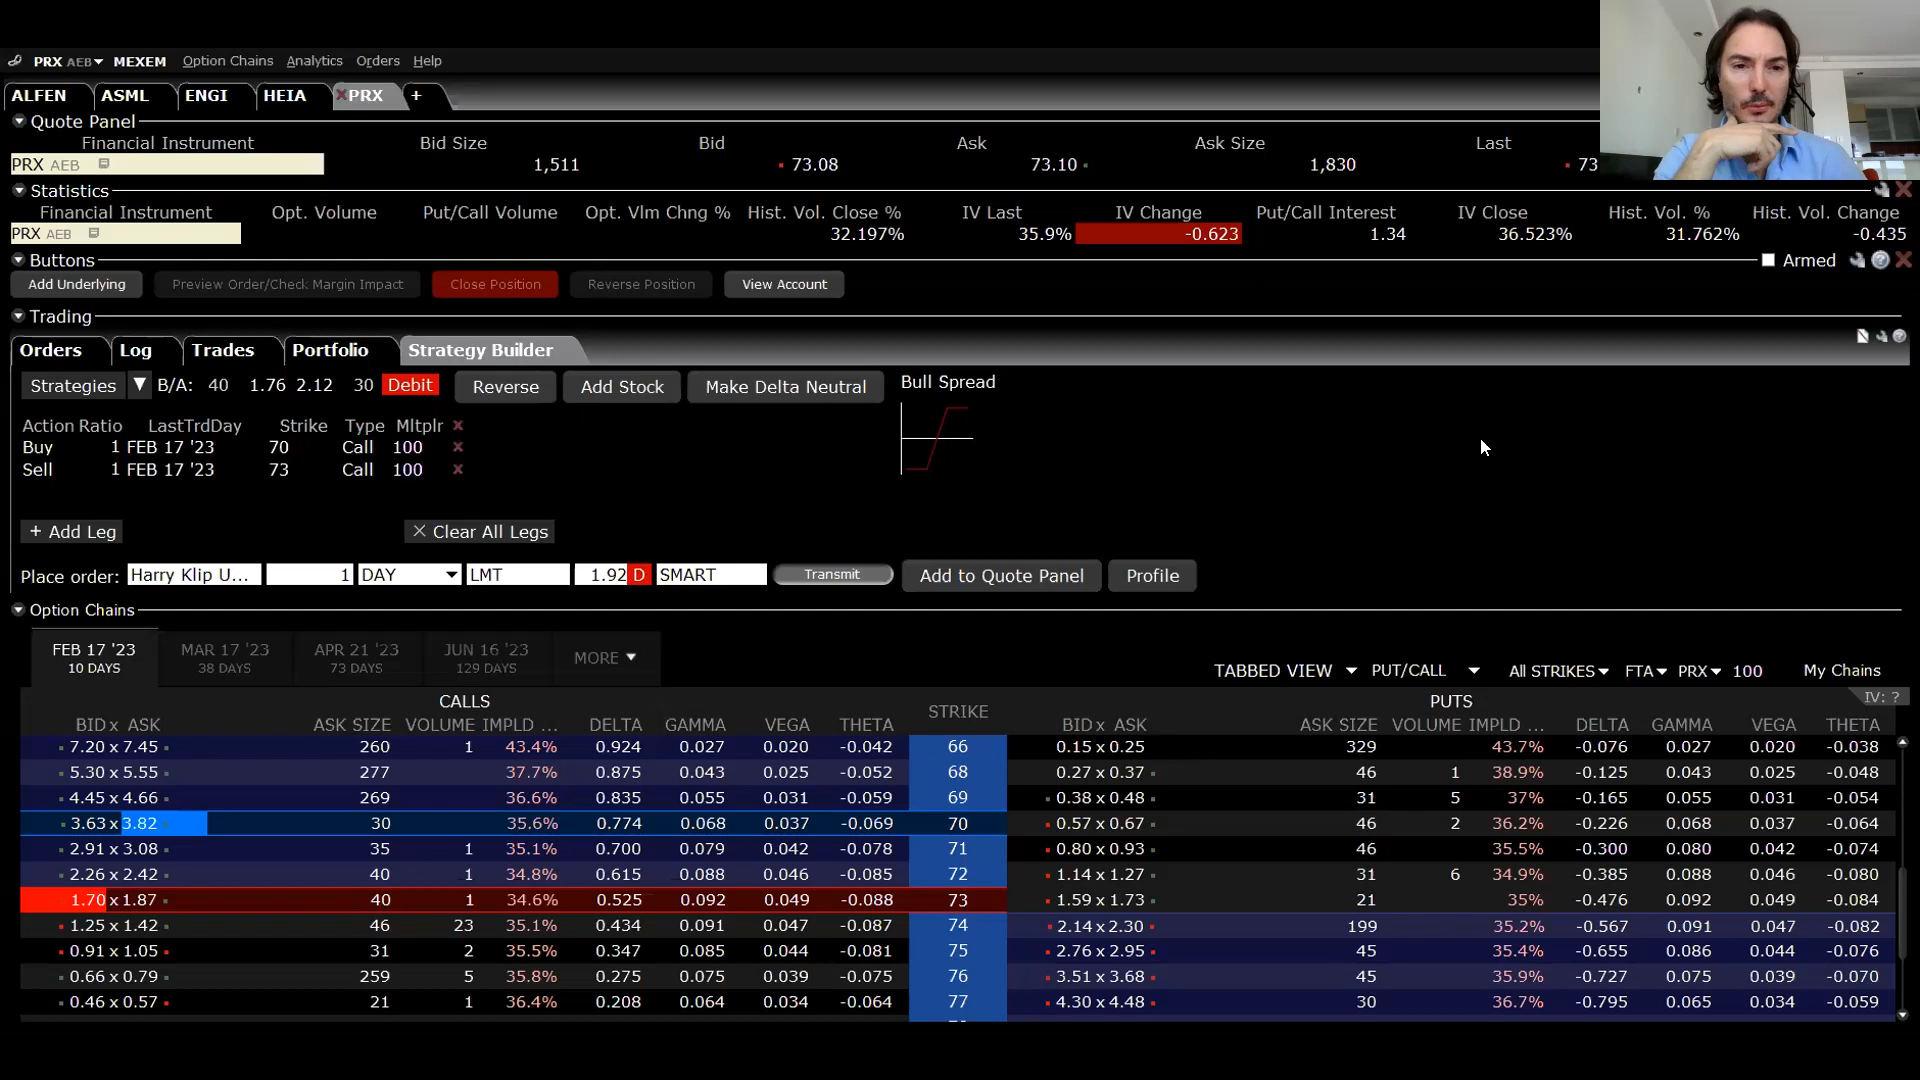 PRX AEB MEXEM Option Chains Analytics Orders Help
ALFEN ASML ENGI HEIA PRX +
Quote Panel
Financial Instrument Bid Size Bid Ask Ask Size Last
PRX AEB 1,511 73.08 73.10 1,830 73
Statistics
Financial Instrument Opt. Volume Put/Call Volume Opt. Vlm Chng % Hist. Vol. Close % IV Last IV Change Put/Call Interest IV Close Hist. Vol. % Hist. Vol. Change
PRX AEB 32.197% 35.9% -0.623 1.34 36.523% 31.762% -0.435
Buttons Armed
Add Underlying Preview Order/Check Margin Impact Close Position Reverse Position View Account
Trading
Orders Log Trades Portfolio Strategy Builder
Strategies B/A: 40 1.76 2.12 30 Debit Reverse Add Stock Make Delta Neutral Bull Spread
Action Ratio LastTrdDay Strike Type Mltplr
Buy 1 FEB 17 '23 70 Call 100
Sell 1 FEB 17 '23 73 Call 100
+ Add Leg Clear All Legs
Place order: Harry Klip U... 1 DAY LMT 1.92 D SMART Transmit Add to Quote Panel Profile
Option Chains
FEB 17 '23 MAR 17 '23 APR 21 '23 JUN 16 '23 MORE
10 DAYS 38 DAYS 73 DAYS 129 DAYS
TABBED VIEW PUT/CALL All STRIKES FTA PRX 100 My Chains
CALLS STRIKE PUTS IV: ?
BID x ASK ASK SIZE VOLUME IMPLD ... DELTA GAMMA VEGA THETA BID x ASK ASK SIZE VOLUME IMPLD ... DELTA GAMMA VEGA THETA
7.20 x 7.45 260 1 43.4% 0.924 0.027 0.020 -0.042 66 0.15 x 0.25 329 43.7% -0.076 0.027 0.020 -0.038
5.30 x 5.55 277 37.7% 0.875 0.043 0.025 -0.052 68 0.27 x 0.37 46 1 38.9% -0.125 0.043 0.025 -0.048
4.45 x 4.66 269 36.6% 0.835 0.055 0.031 -0.059 69 0.38 x 0.48 31 5 37% -0.165 0.055 0.031 -0.054
3.63 x 3.82 30 35.6% 0.774 0.068 0.037 -0.069 70 0.57 x 0.67 46 2 36.2% -0.226 0.068 0.037 -0.064
2.91 x 3.08 35 1 35.1% 0.700 0.079 0.042 -0.078 71 0.80 x 0.93 46 35.5% -0.300 0.080 0.042 -0.074
2.26 x 2.42 40 1 34.8% 0.615 0.088 0.046 -0.085 72 1.14 x 1.27 31 6 34.9% -0.385 0.088 0.046 -0.080
1.70 x 1.87 40 1 34.6% 0.525 0.092 0.049 -0.088 73 1.59 x 1.73 21 35% -0.476 0.092 0.049 -0.084
1.25 x 1.42 46 23 35.1% 0.434 0.091 0.047 -0.087 74 2.14 x 2.30 199 35.2% -0.567 0.091 0.047 -0.082
0.91 x 1.05 31 2 35.5% 0.347 0.085 0.044 -0.081 75 2.76 x 2.95 45 35.4% -0.655 0.086 0.044 -0.076
0.66 x 0.79 259 5 35.8% 0.275 0.075 0.039 -0.075 76 3.51 x 3.68 45 35.9% -0.727 0.075 0.039 -0.070
0.46 x 0.57 21 1 36.4% 0.208 0.064 0.034 -0.064 77 4.30 x 4.48 30 36.7% -0.795 0.065 0.034 -0.059